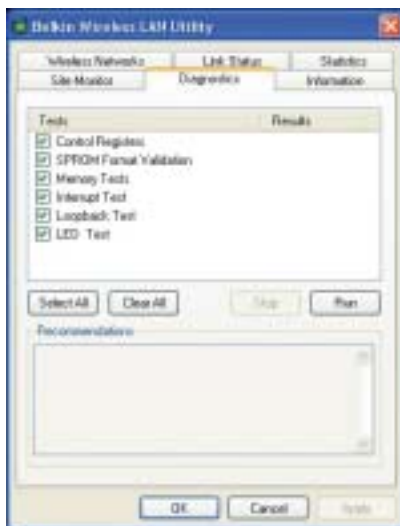 Belkin Wireless LAN Utility
Wireless Networks Link Status Statistics
Site Monitor Diagnostics Information
Tests Results
Control Registers
SPROM Format Validation
Memory Tests
Interrupt Test
Loopback Test
LED Test
Select All Clear All Stop Run
Recommendations
OK Cancel Apply